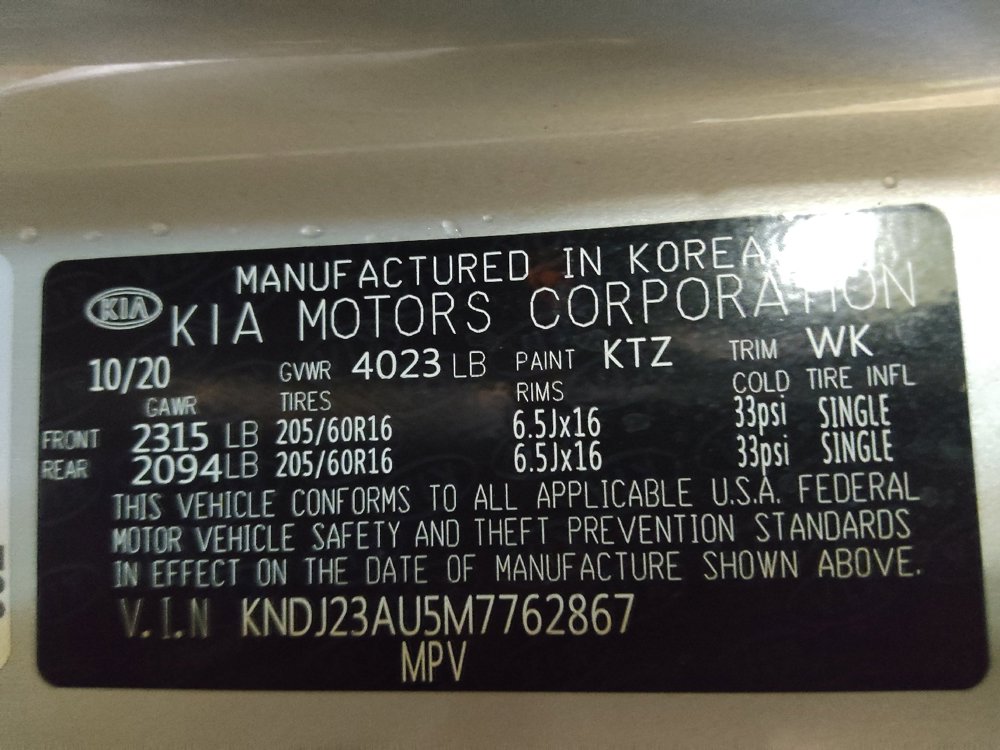 MANUFACTURED IN KOREA
KIA KIA MOTORS CORPORATION
10/20 GVWR 4023 LB PAINT KTZ TRIM WK
GAWR TIRES RIMS COLD TIRE INFL
FRONT 2315 LB 205/60R16 6.5Jx16 33psi SINGLE
REAR 2094 LB 205/60R16 6.5Jx16 33psi SINGLE
THIS VEHICLE CONFORMS TO ALL APPLICABLE U.S.A. FEDERAL
MOTOR VEHICLE SAFETY AND THEFT PREVENTION STANDARDS
IN EFFECT ON THE DATE OF MANUFACTURE SHOWN ABOVE.
V.I.N KNDJ23AU5M7762867
MPV